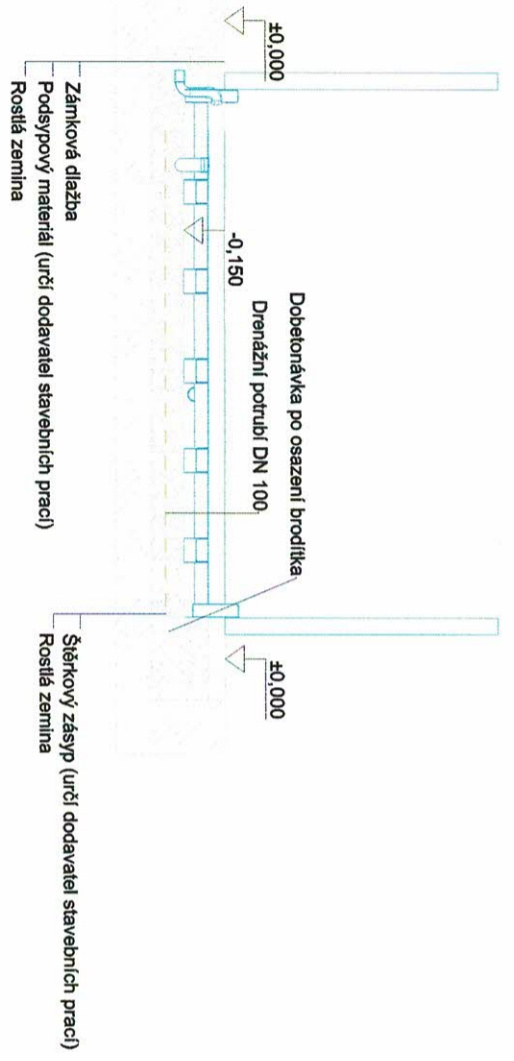 ±0,000
Zámková dlažba
Podsypový materiál (určí dodavatel stavebních prací)
Rostlá zemina
-0,150
Dobetonávka po osazení brodítka
Drenážní potrubí DN 100
±0,000
Štěrkový zásyp (určí dodavatel stavebních prací)
Rostlá zemina